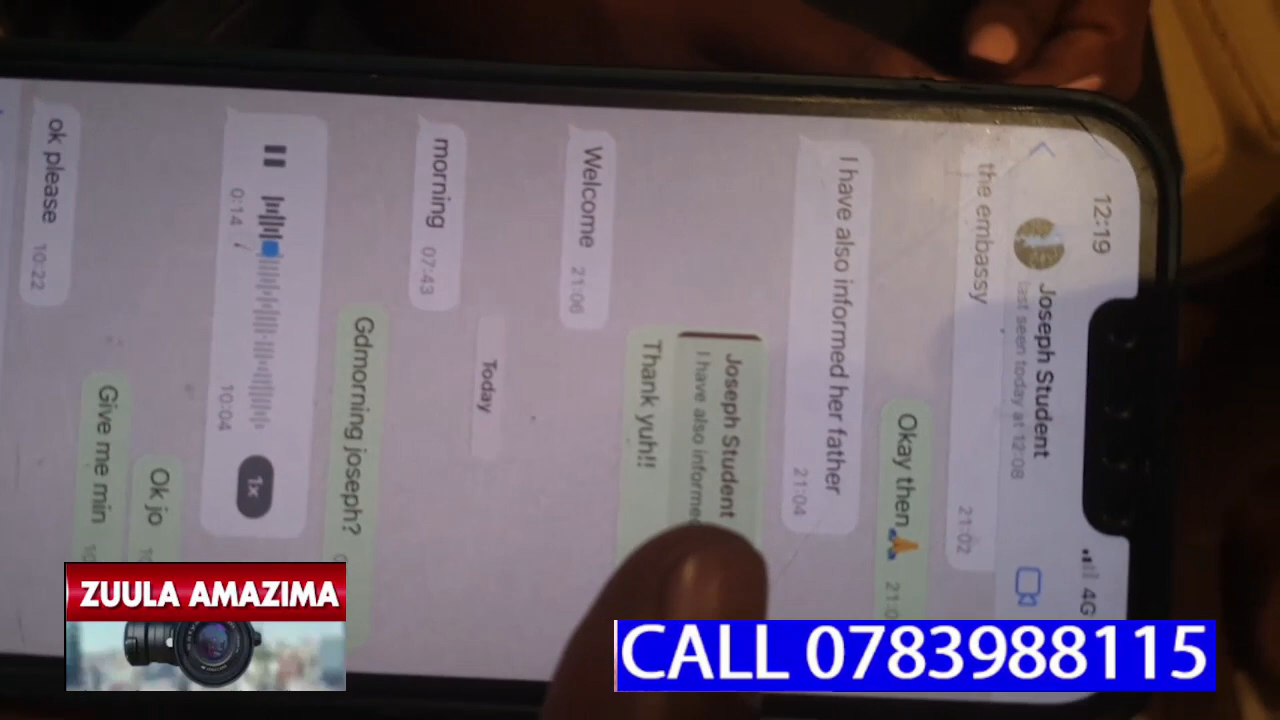 12:19
4G
Joseph Student
last seen today at 12:08
the embassy
21:02
Okay then🙏
I have also informed her father
21:04
Joseph Student
I have also informe
Thank yuh!!
Welcome 21:06
Today
morning 07:43
Gdmorning joseph?
0:14
10:04
1x
Ok jo
Give me min
ok please 10:22
ZUULA AMAZIMA
CALL 0783988115